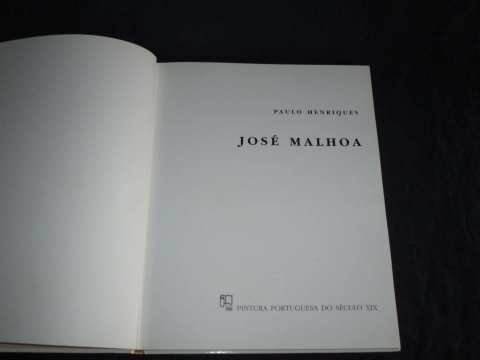 PAULO HENRIQUES
JOSÉ MALHOA
PINTURA PORTUGUESA DO SÉCULO XIX